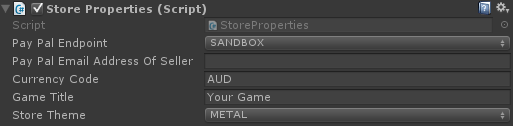 Store Properties (Script)
Script StoreProperties
Pay Pal Endpoint SANDBOX
Pay Pal Email Address Of Seller
Currency Code AUD
Game Title Your Game
Store Theme METAL